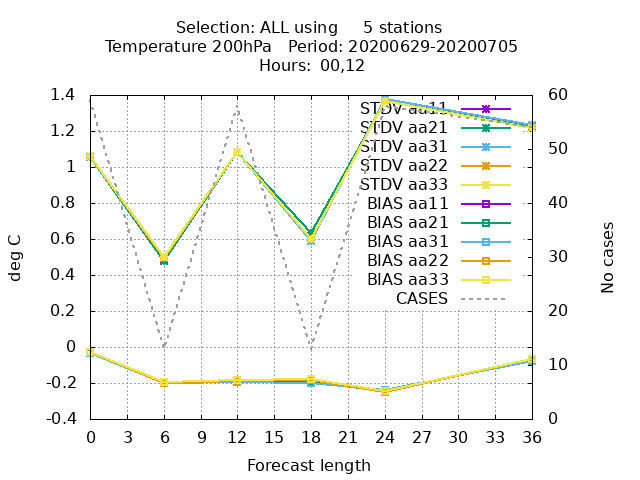 Selection: ALL using     5 stations
Temperature 200hPa   Period: 20200629-20200705
Hours:  00,12
1.4
1.2
1
0.8
0.6
0.4
0.2
0
-0.2
-0.4
deg C
60
50
40
30
20
10
0
No cases
STDV aa11
STDV aa21
STDV aa31
STDV aa22
STDV aa33
BIAS aa11
BIAS aa21
BIAS aa31
BIAS aa22
BIAS aa33
CASES
0 3 6 9 12 15 18 21 24 27 30 33 36
Forecast length